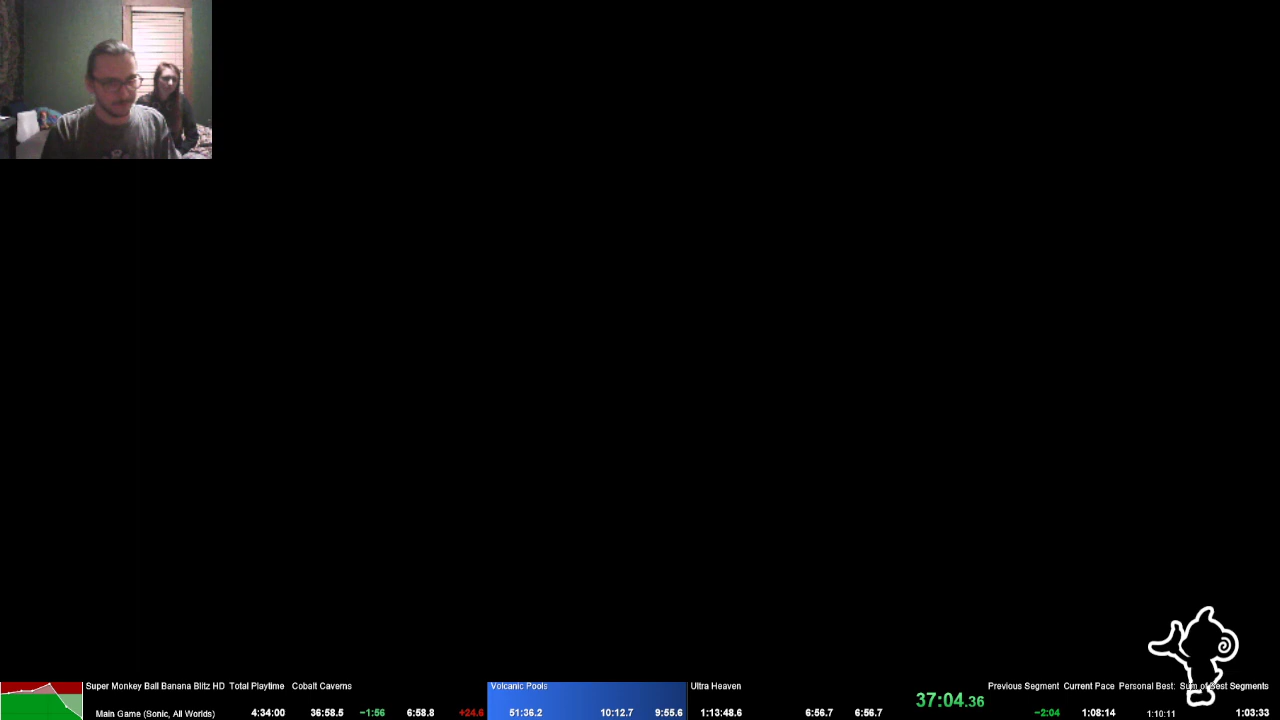 Super Monkey Ball Banana Blitz HD Total Playtime Cobalt Caverns Volcanic Pools Ultra Heaven Previous Segment Current Pace Personal Best: Sum of Best Segments
Main Game (Sonic, All Worlds) 4:34:00 36:58.5 -1:56 6:58.8 +24.6 51:36.2 10:12.7 9:55.6 1:13:48.6 6:56.7 6:56.7 37:04.36 -2:04 1:08:14 1:10:11 1:03:33